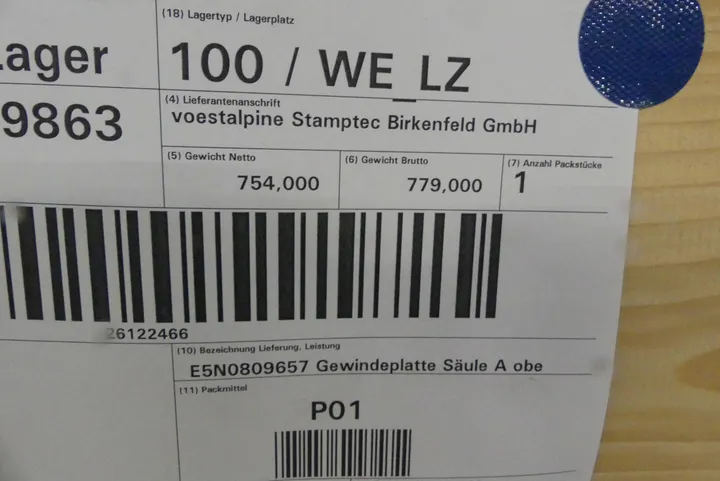 (18) Lagertyp / Lagerplatz
Lager
100 / WE_LZ
(4) Lieferantenanschrift
9863
voestalpine Stamptec Birkenfeld GmbH
(5) Gewicht Netto
(6) Gewicht Brutto
(7) Anzahl Packstücke
754,000
779,000
1
26122466
(10) Bezeichnung Lieferung, Leistung
E5N0809657 Gewindeplatte Säule A obe
(11) Packmittel
P01